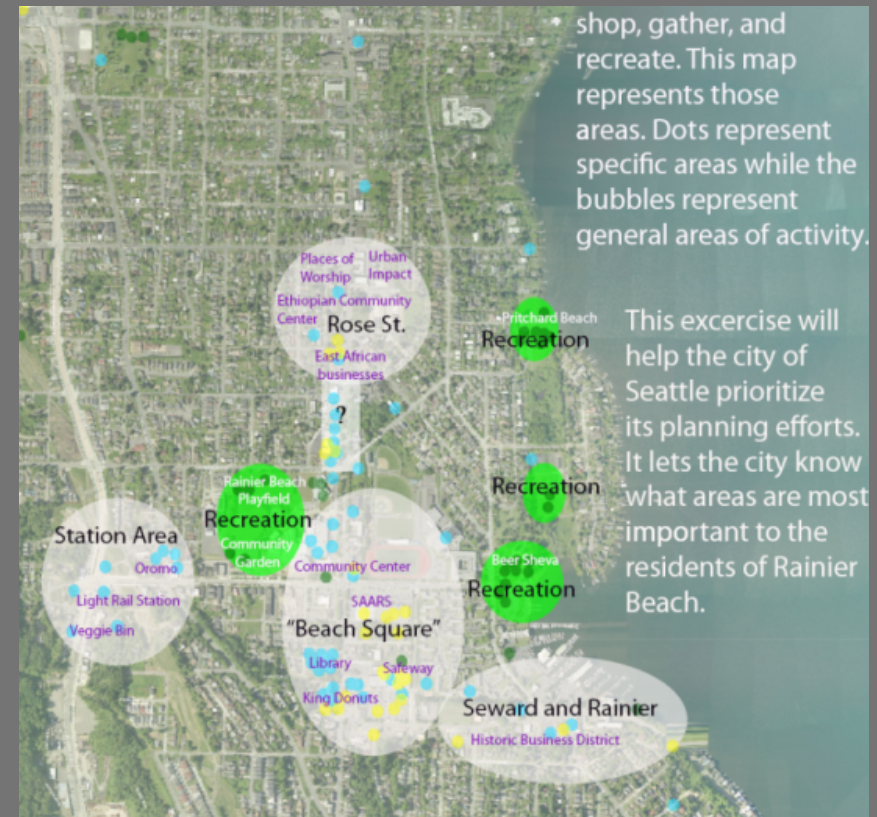 shop, gather, and
recreate. This map
represents those
areas. Dots represent
specific areas while the
bubbles represent
general areas of activity.
This excercise will
help the city of
Seattle prioritize
its planning efforts.
It lets the city know
what areas are most
important to the
residents of Rainier
Beach.
Places of
Worship
Urban
Impact
Ethiopian Community
Center
Rose St.
East African
businesses
?
•Pritchard Beach
Recreation
Recreation
Rainier Beach
Playfield
Recreation
Community
Garden
Station Area
Oromo
Light Rail Station
Veggie Bin
Community Center
SAARS
"Beach Square"
Library
Safeway
King Donuts
Beer Sheva
Recreation
Seward and Rainier
Historic Business District